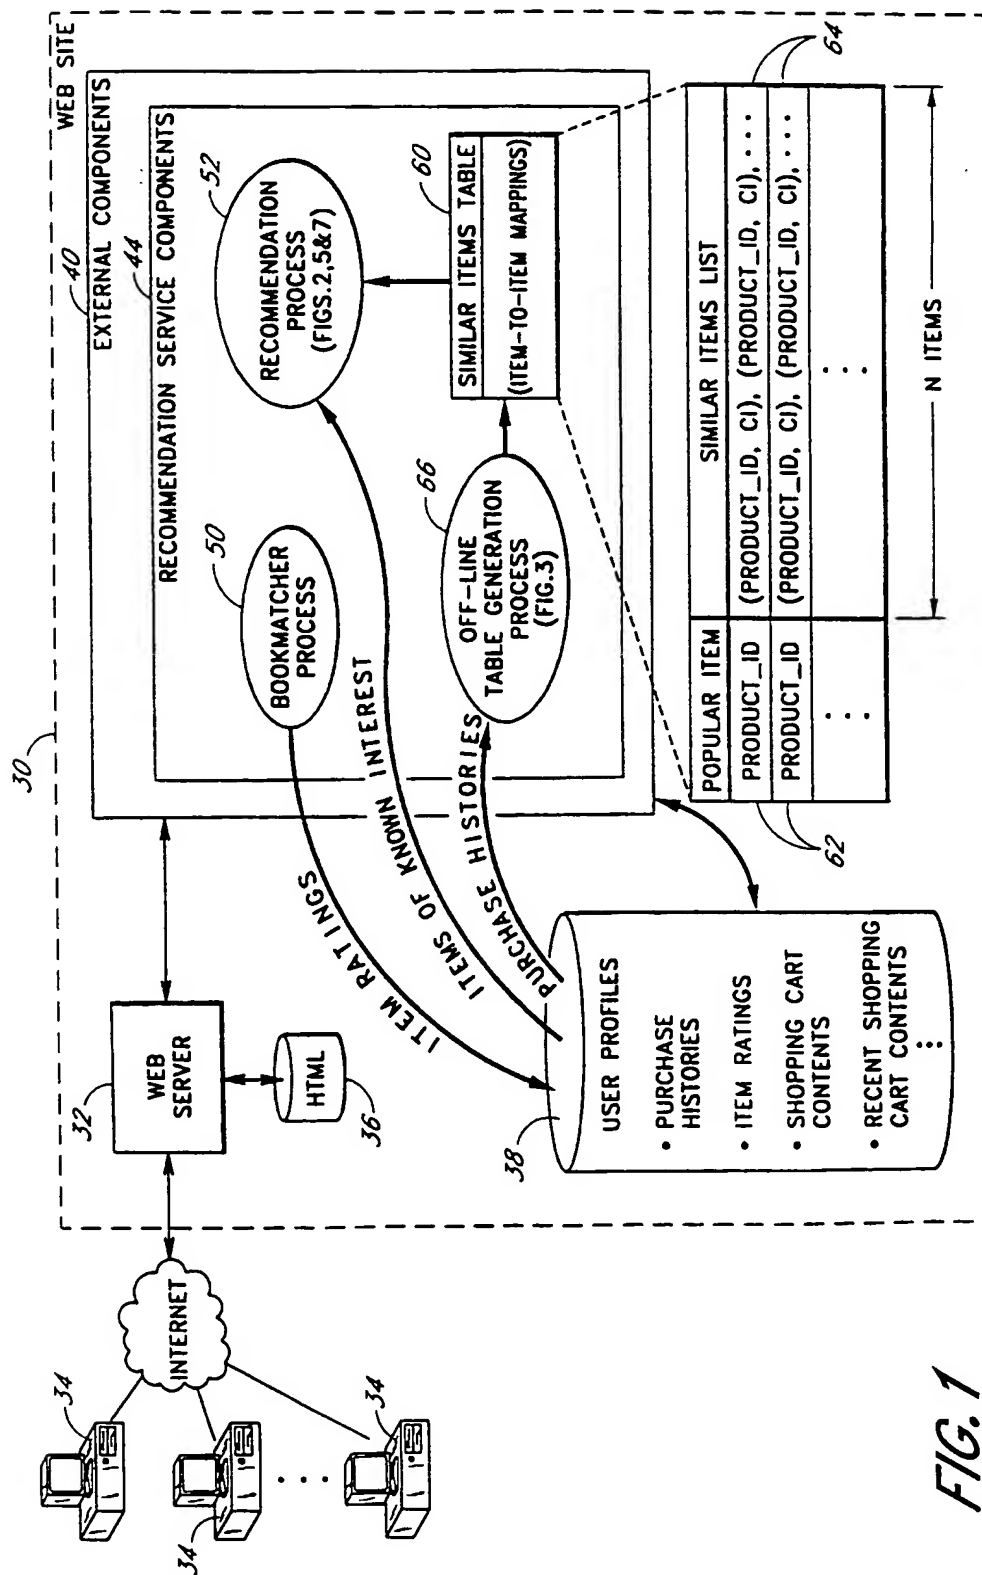 30
WEB SITE
40
EXTERNAL COMPONENTS
44
RECOMMENDATION SERVICE COMPONENTS
34
34
34
INTERNET
32
WEB
SERVER
HTML
36
50
BOOKMATCHER
PROCESS
52
RECOMMENDATION
PROCESS
(FIGS.2,5&7)
ITEM RATINGS
ITEMS OF KNOWN INTEREST
PURCHASE HISTORIES
66
OFF-LINE
TABLE GENERATION
PROCESS
(FIG.3)
60
SIMILAR ITEMS TABLE
(ITEM-TO-ITEM MAPPINGS)
38
USER PROFILES
• PURCHASE
HISTORIES
• ITEM RATINGS
• SHOPPING CART
CONTENTS
• RECENT SHOPPING
CART CONTENTS
POPULAR ITEM
SIMILAR ITEMS LIST
PRODUCT_ID
(PRODUCT_ID, CI), (PRODUCT_ID, CI), ...
PRODUCT_ID
(PRODUCT_ID, CI), (PRODUCT_ID, CI), ...
...
...
62
64
N ITEMS
FIG. 1